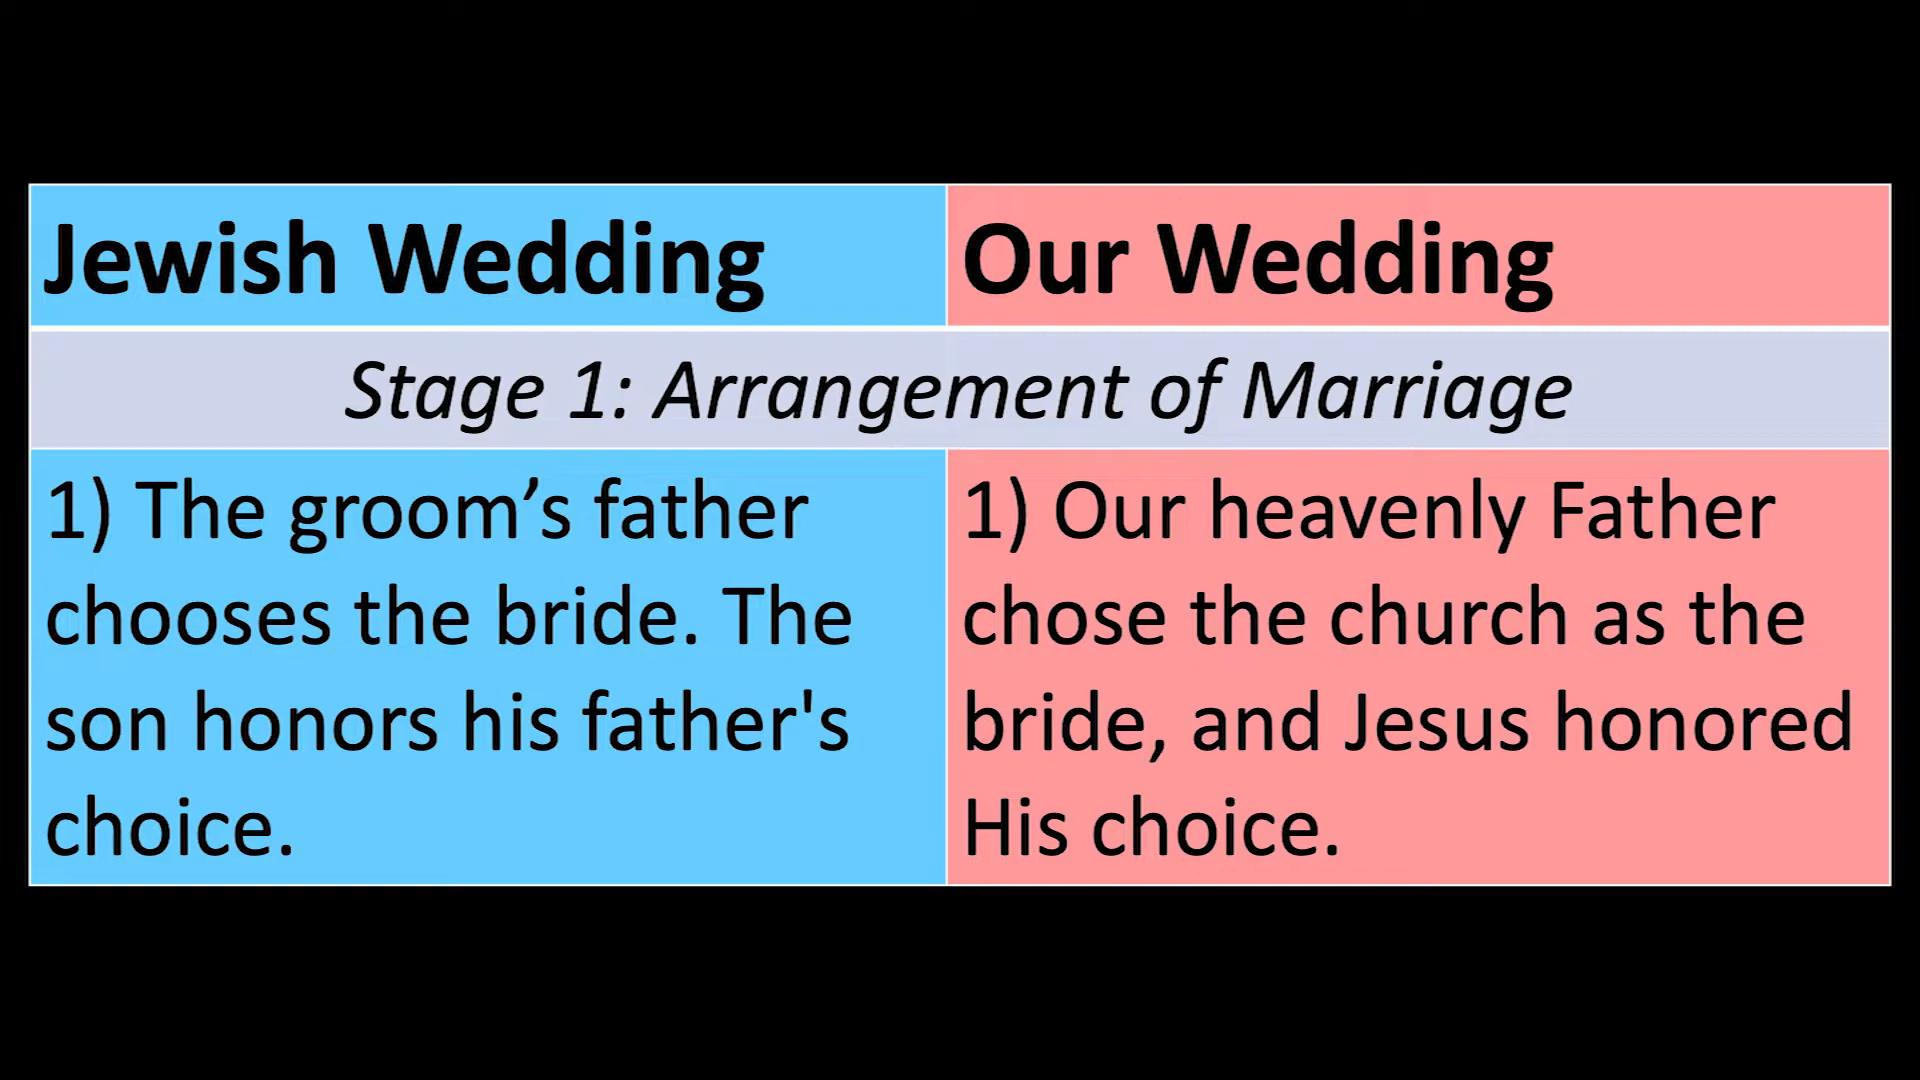 Jewish Wedding
Our Wedding
Stage 1: Arrangement of Marriage
1) The groom’s father
chooses the bride. The
son honors his father's
choice.
1) Our heavenly Father
chose the church as the
bride, and Jesus honored
His choice.